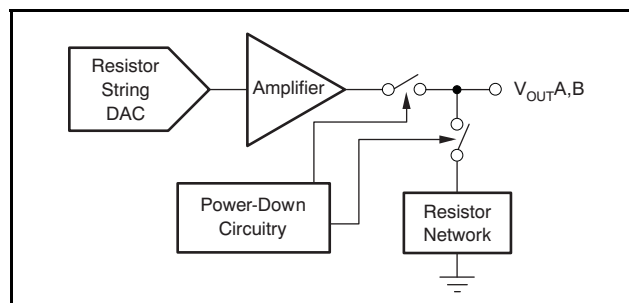 Resistor
String
DAC
Amplifier
VOUTA,B
Power-Down
Circuitry
Resistor
Network